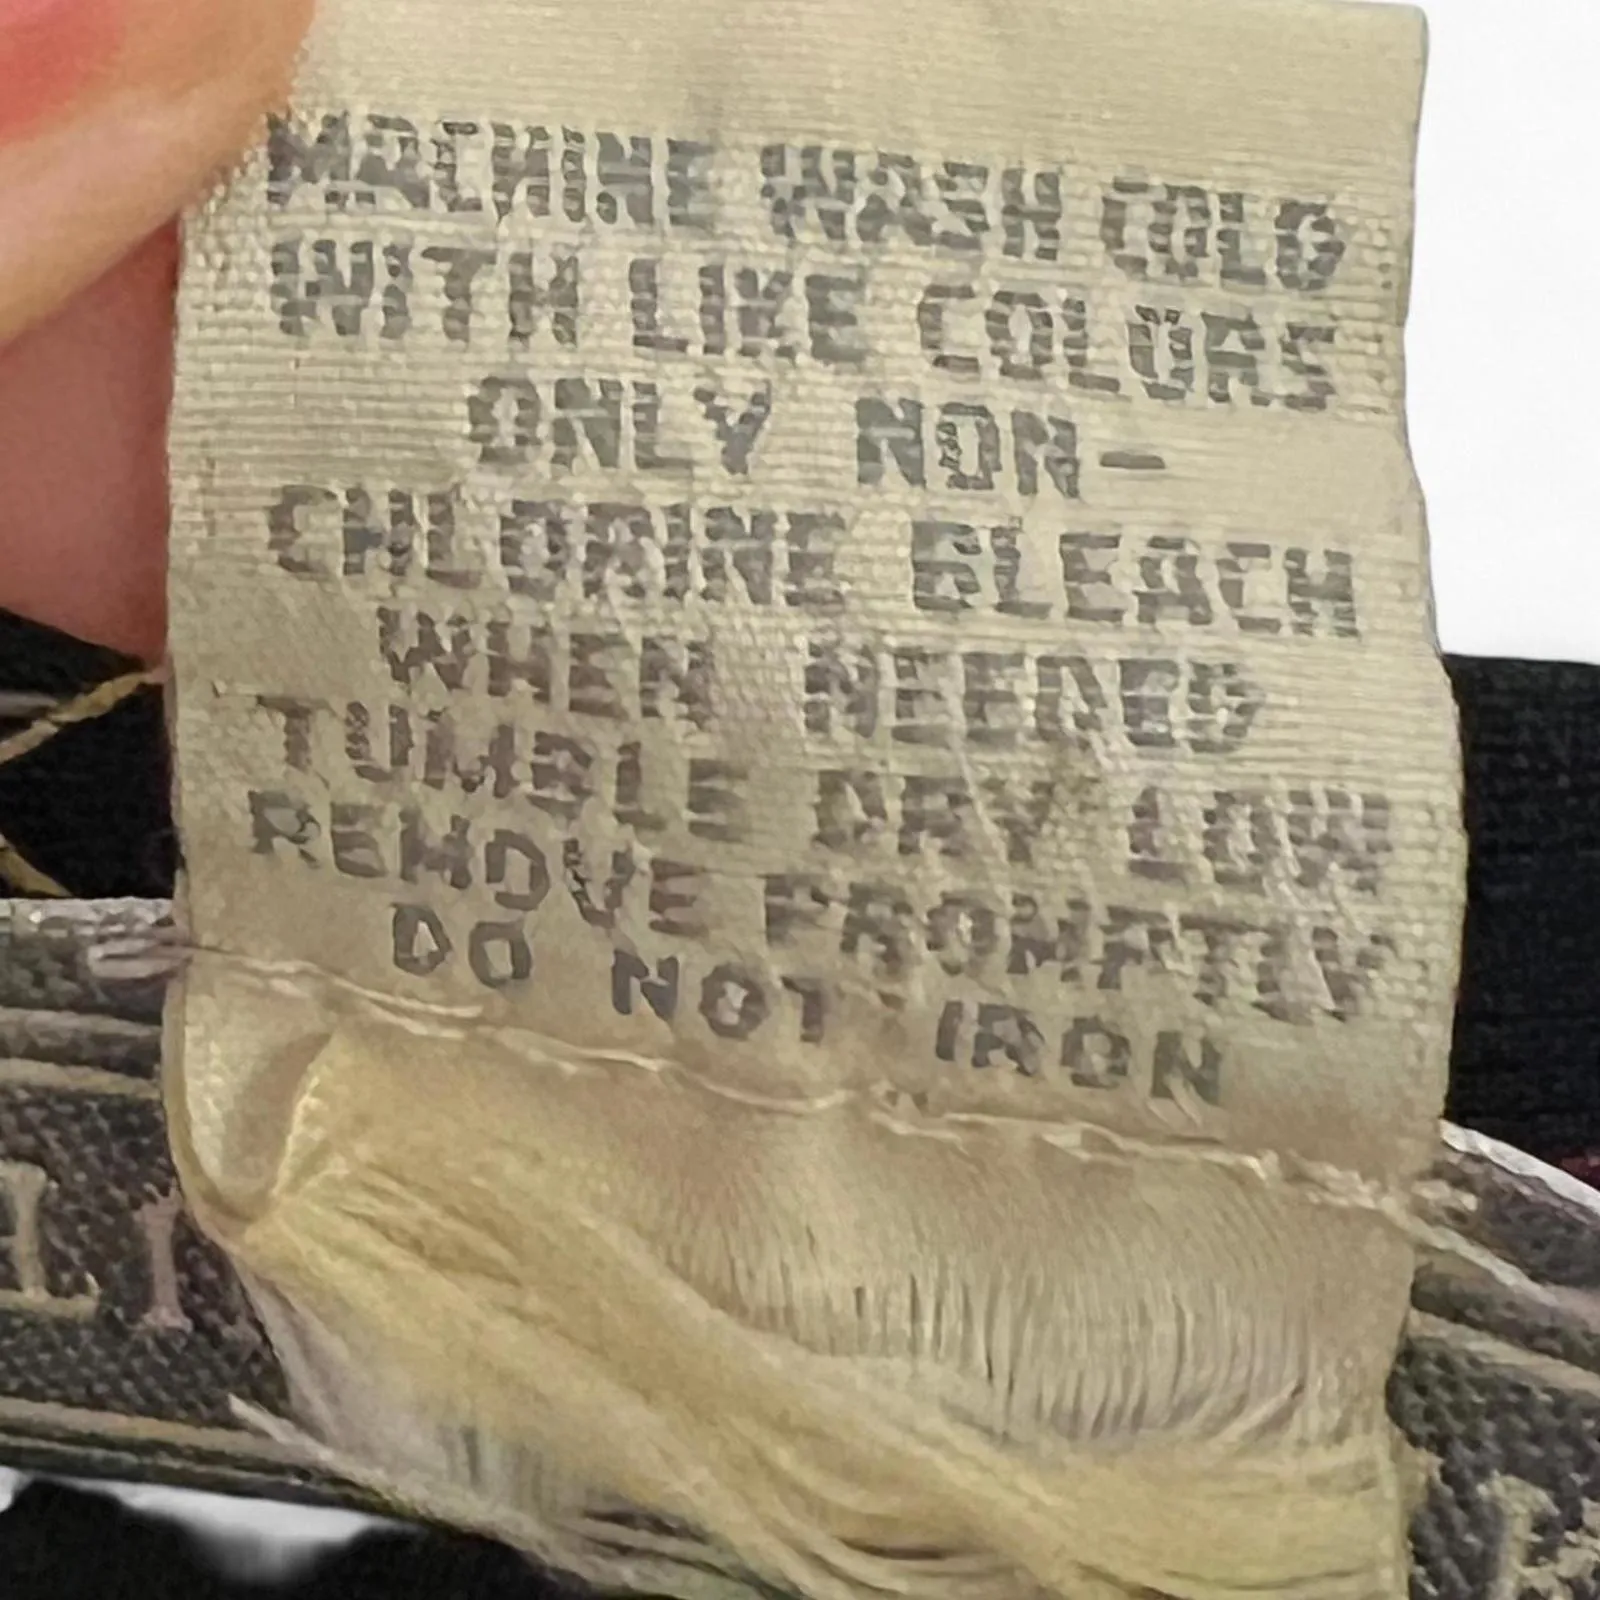 MACHINE WASH COLD
WITH LIKE COLORS
ONLY NON-
CHLORINE BLEACH
WHEN NEEDED
TUMBLE DRY LOW
REMOVE PROMPTLY
DO NOT IRON